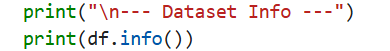 print("\n--- Dataset Info ---")
print(df.info())